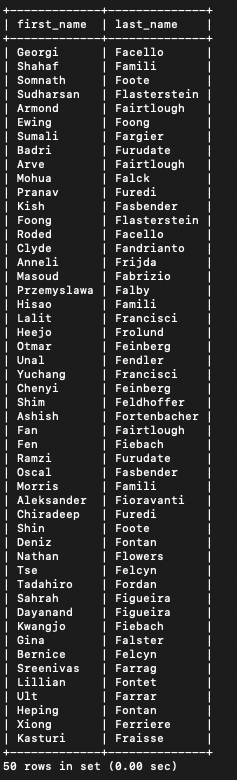 +--------------+---------------+
| first_name   | last_name     |
+--------------+---------------+
| Georgi       | Facello       |
| Shahaf       | Famili        |
| Somnath      | Foote         |
| Sudharsan    | Flasterstein  |
| Armond       | Fairtlough    |
| Ewing        | Foong         |
| Sumali       | Fargier       |
| Badri        | Furudate      |
| Arve         | Fairtlough    |
| Mohua        | Falck         |
| Pranav       | Furedi        |
| Kish         | Fasbender     |
| Foong        | Flasterstein  |
| Roded        | Facello       |
| Clyde        | Fandrianto    |
| Anneli       | Frijda        |
| Masoud       | Fabrizio      |
| Przemyslawa  | Falby         |
| Hisao        | Famili        |
| Lalit        | Francisci     |
| Heejo        | Frolund       |
| Otmar        | Feinberg      |
| Unal         | Fendler       |
| Yuchang      | Francisci     |
| Chenyi       | Feinberg      |
| Shim         | Feldhoffer    |
| Ashish       | Fortenbacher  |
| Fan          | Fairtlough    |
| Fen          | Fiebach       |
| Ramzi        | Furudate      |
| Oscal        | Fasbender     |
| Morris       | Famili        |
| Aleksander   | Fioravanti    |
| Chiradeep    | Furedi        |
| Shin         | Foote         |
| Deniz        | Fontan        |
| Nathan       | Flowers       |
| Tse          | Felcyn        |
| Tadahiro     | Fordan        |
| Sahrah       | Figueira      |
| Dayanand     | Figueira      |
| Kwangjo      | Fiebach       |
| Gina         | Falster       |
| Bernice      | Felcyn        |
| Sreenivas    | Farrag        |
| Lillian      | Fontet        |
| Ult          | Farrar        |
| Heping       | Fontan        |
| Xiong        | Ferriere      |
| Kasturi      | Fraisse       |
+--------------+---------------+
50 rows in set (0.00 sec)